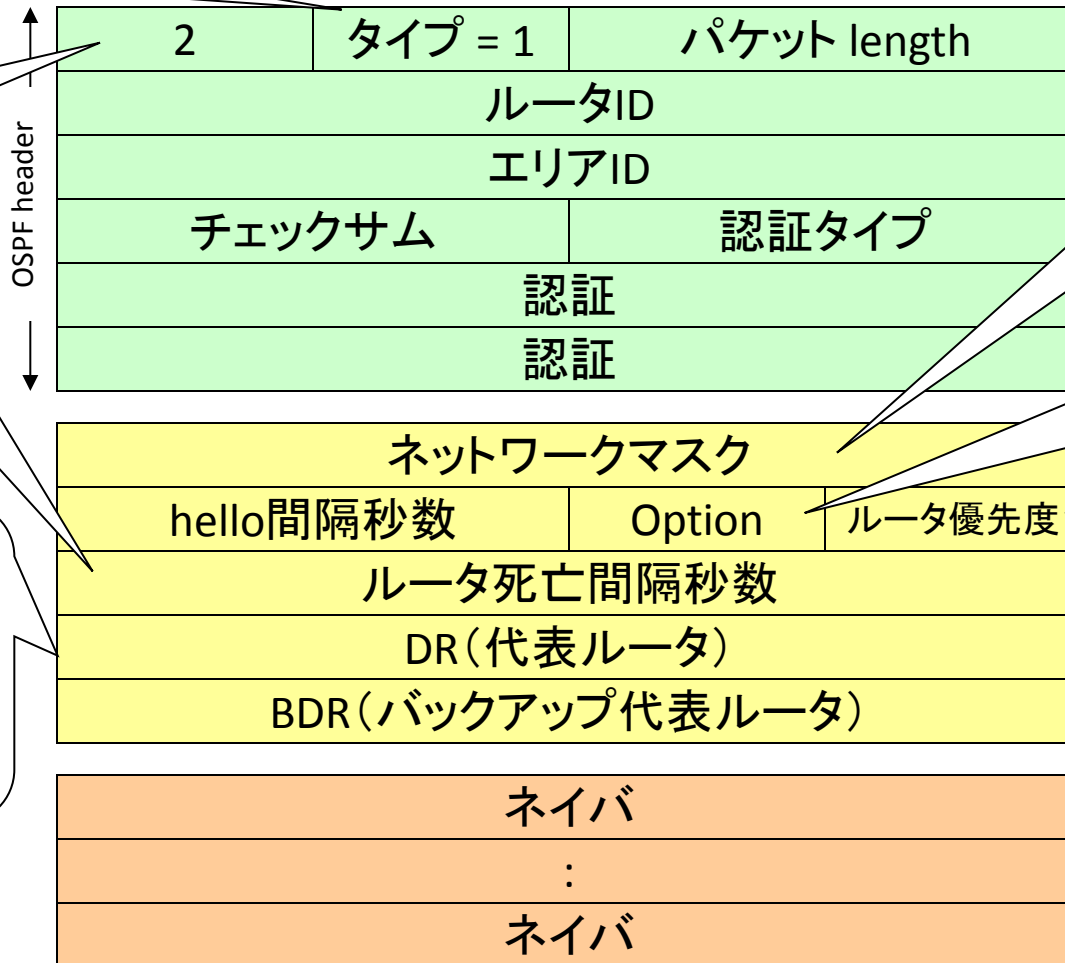 2 タイプ = 1 パケット length
ルータID
エリアID
チェックサム 認証タイプ
認証
認証
OSPF header
ネットワークマスク
hello間隔秒数 Option ルータ優先度
ルータ死亡間隔秒数
DR(代表ルータ)
BDR(バックアップ代表ルータ)
ネイバ
:
ネイバ